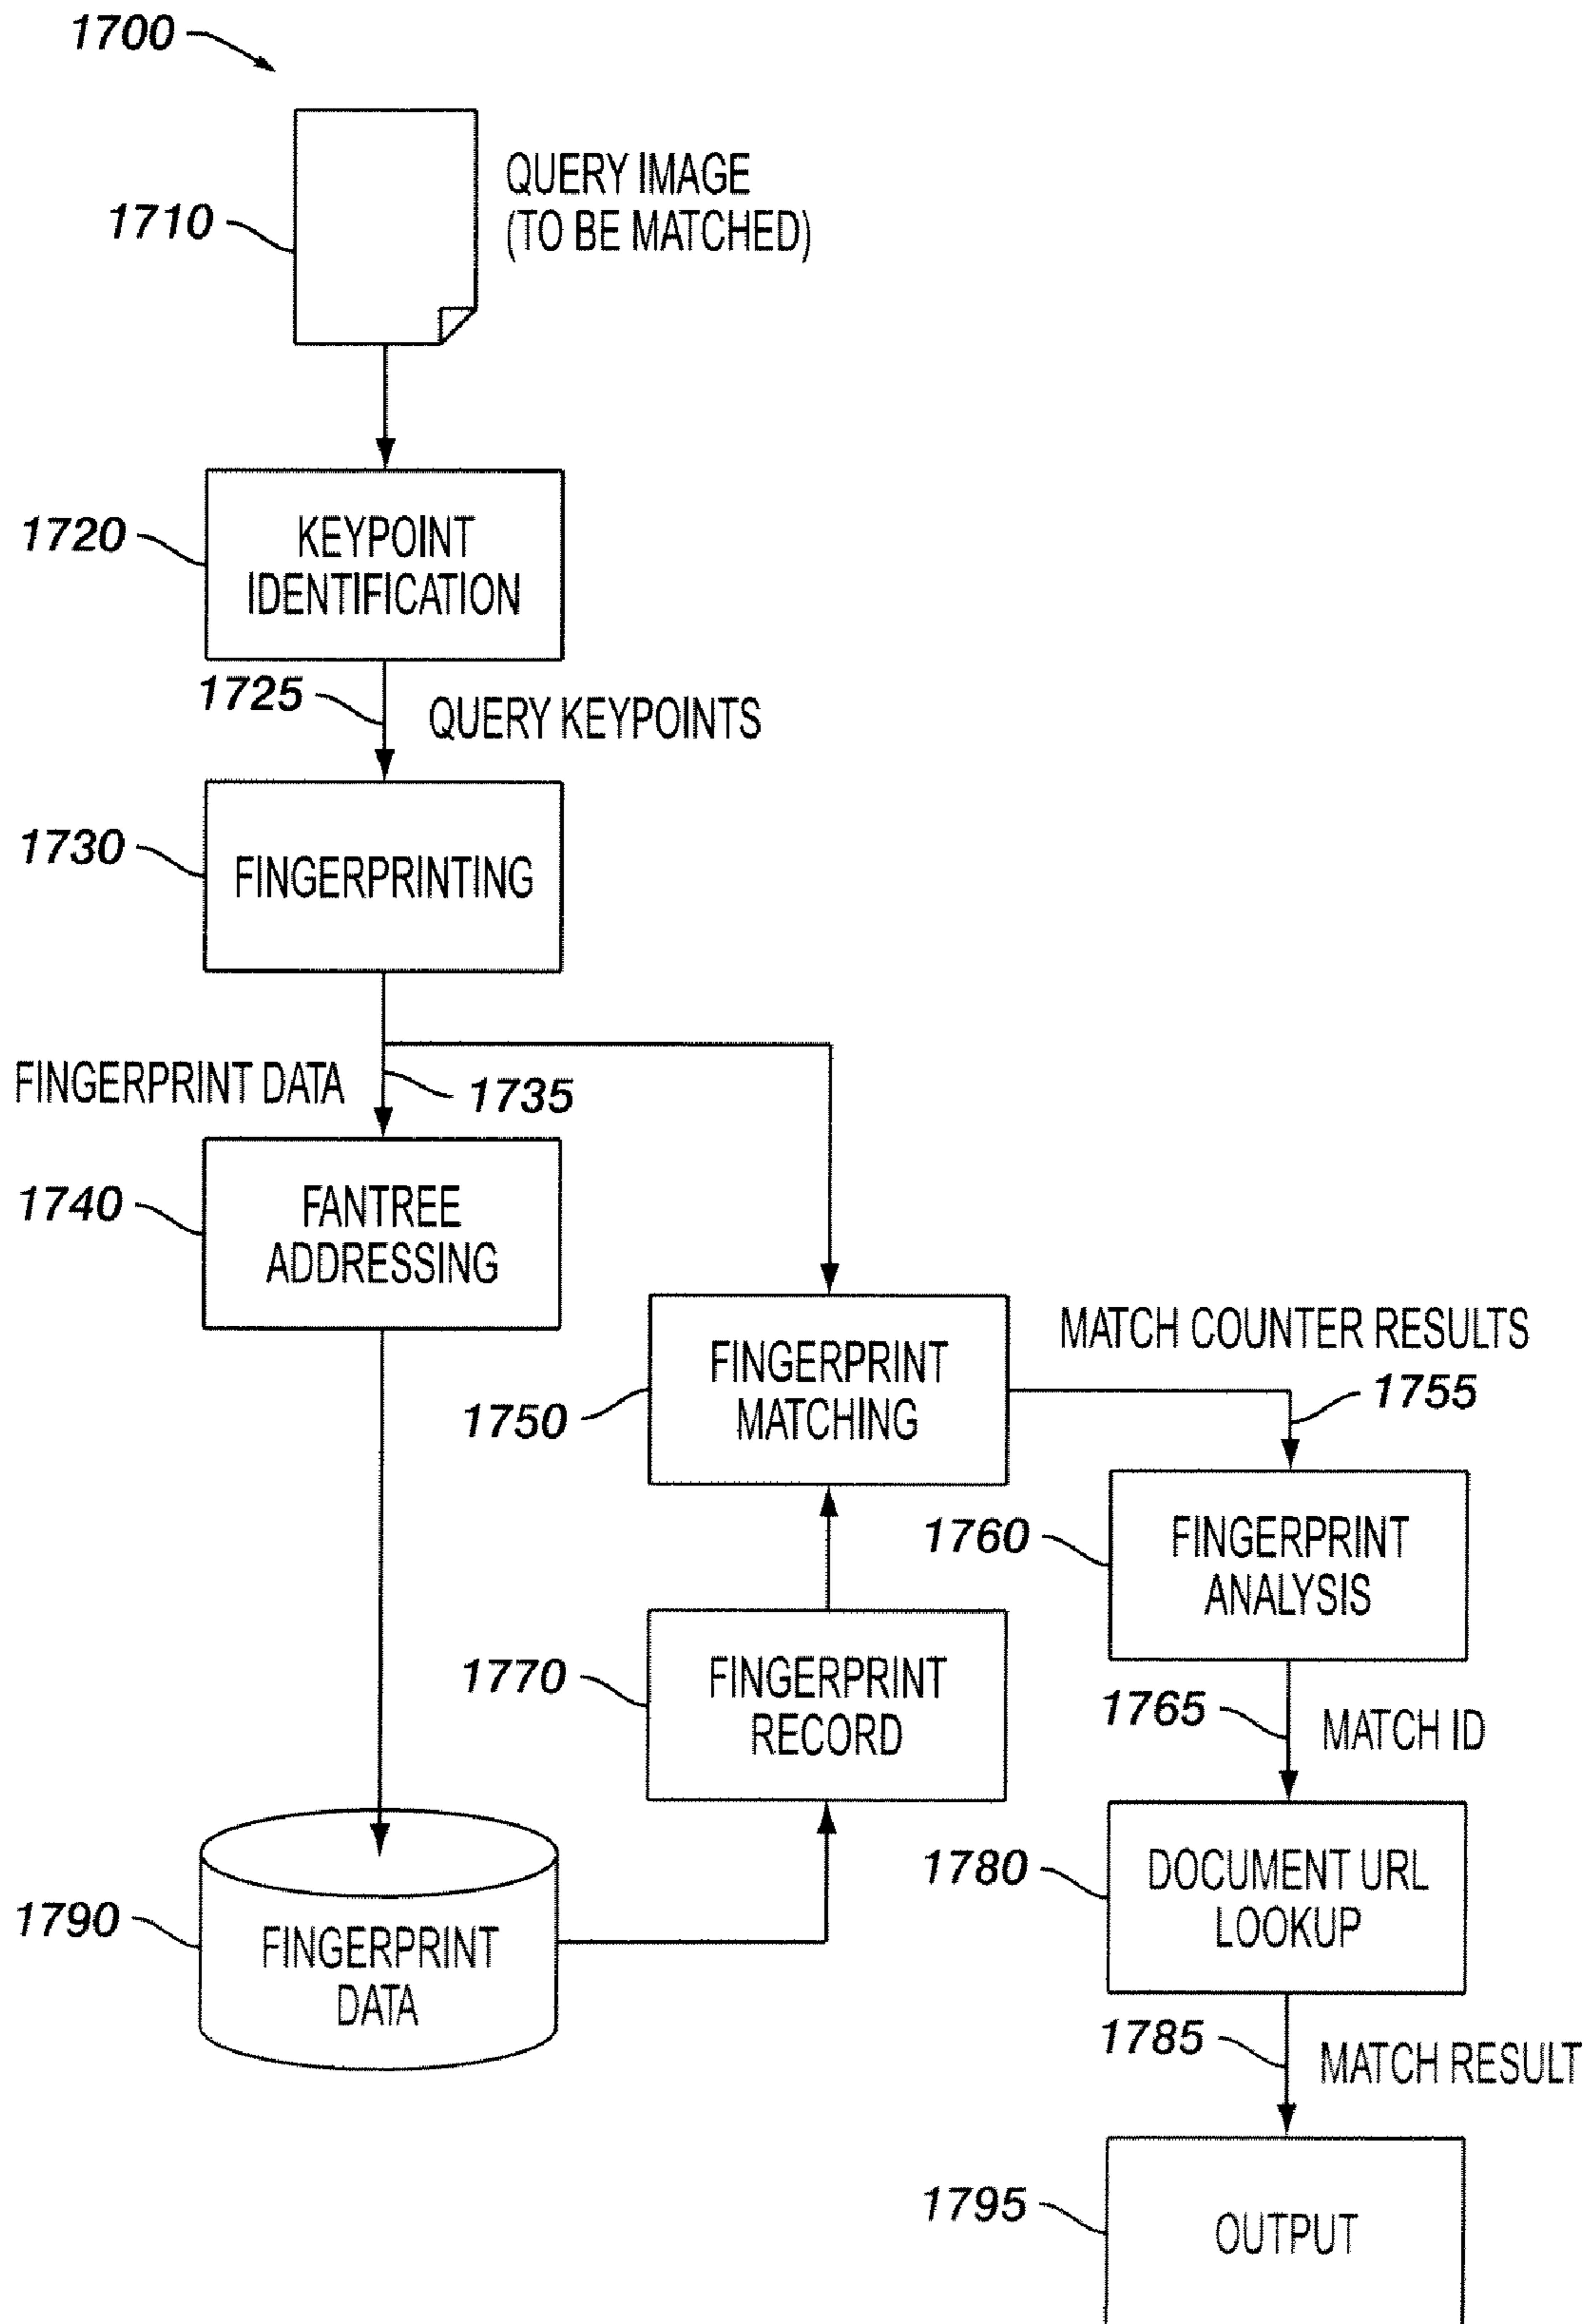 1700
1710
QUERY IMAGE
(TO BE MATCHED)
1720
KEYPOINT
IDENTIFICATION
1725
QUERY KEYPOINTS
1730
FINGERPRINTING
FINGERPRINT DATA
1735
1740
FANTREE
ADDRESSING
1750
FINGERPRINT
MATCHING
MATCH COUNTER RESULTS
1755
1760
FINGERPRINT
ANALYSIS
1770
FINGERPRINT
RECORD
1765
MATCH ID
1790
FINGERPRINT
DATA
1780
DOCUMENT URL
LOOKUP
1785
MATCH RESULT
1795
OUTPUT